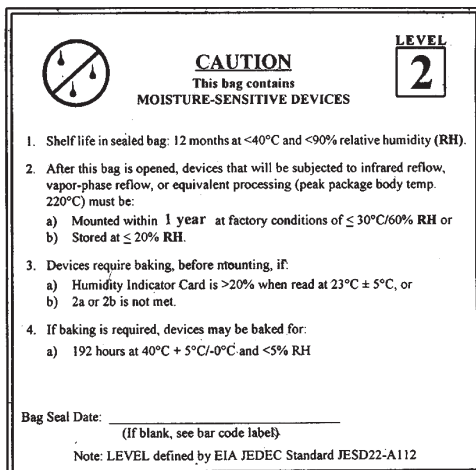 LEVEL
2
CAUTION
This bag contains
MOISTURE-SENSITIVE DEVICES
1. Shelf life in sealed bag: 12 months at <40°C and <90% relative humidity (RH).
2. After this bag is opened, devices that will be subjected to infrared reflow,
vapor-phase reflow, or equivalent processing (peak package body temp.
220°C) must be:
a) Mounted within 1 year at factory conditions of ≤ 30°C/60% RH or
b) Stored at ≤ 20% RH.
3. Devices require baking, before mounting, if:
a) Humidity Indicator Card is >20% when read at 23°C ± 5°C, or
b) 2a or 2b is not met.
4. If baking is required, devices may be baked for:
a) 192 hours at 40°C + 5°C/-0°C and <5% RH
Bag Seal Date:
(If blank, see bar code label)
Note: LEVEL defined by EIA JEDEC Standard JESD22-A112